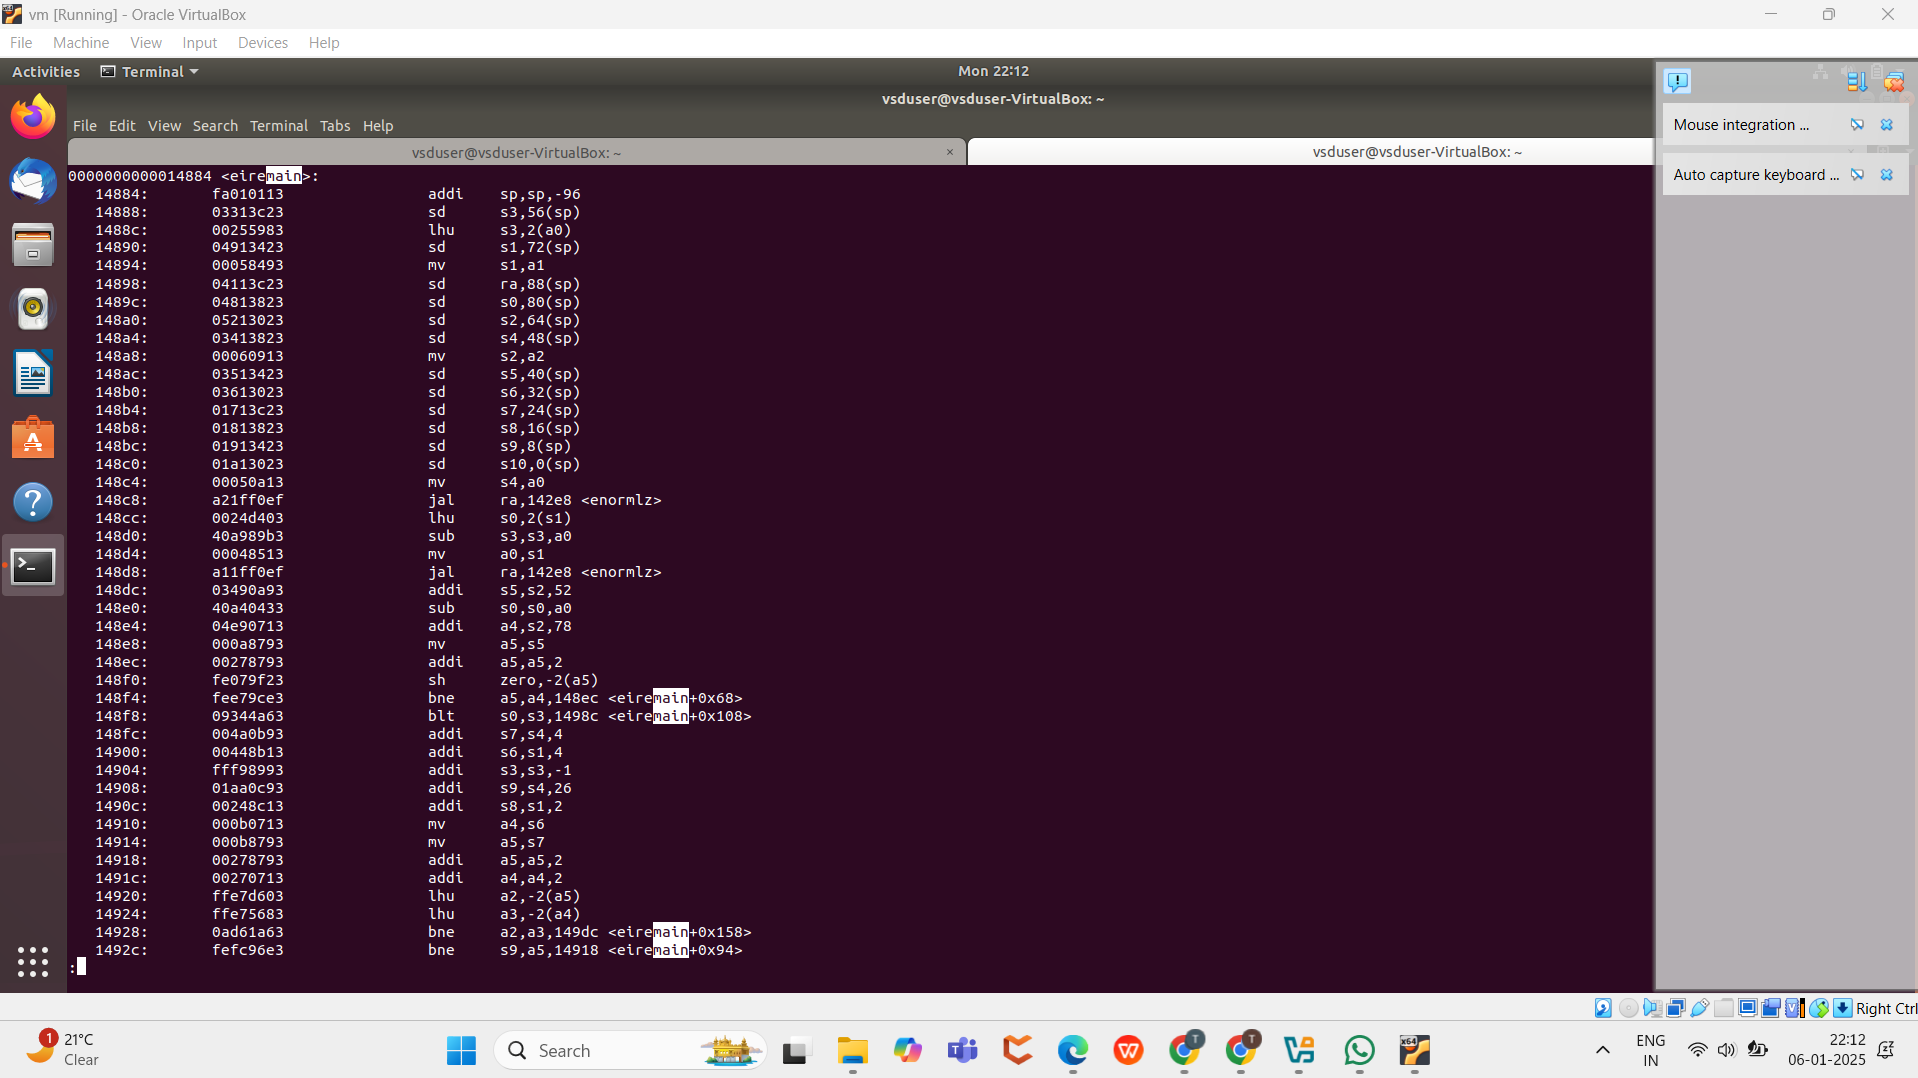 vm [Running] - Oracle VirtualBox
File Machine View Input Devices Help
Activities Terminal Mon 22:12
vsduser@vsduser-VirtualBox: ~
File Edit View Search Terminal Tabs Help
vsduser@vsduser-VirtualBox: ~ × vsduser@vsduser-VirtualBox: ~
Mouse integration ...
Auto capture keyboard ...
0000000000014884 <eiremain>:
14884: fa010113 addi sp,sp,-96
14888: 03313c23 sd s3,56(sp)
1488c: 00255983 lhu s3,2(a0)
14890: 04913423 sd s1,72(sp)
14894: 00058493 mv s1,a1
14898: 04113c23 sd ra,88(sp)
1489c: 04813823 sd s0,80(sp)
148a0: 05213023 sd s2,64(sp)
148a4: 03413823 sd s4,48(sp)
148a8: 00060913 mv s2,a2
148ac: 03513423 sd s5,40(sp)
148b0: 03613023 sd s6,32(sp)
148b4: 01713c23 sd s7,24(sp)
148b8: 01813823 sd s8,16(sp)
148bc: 01913423 sd s9,8(sp)
148c0: 01a13023 sd s10,0(sp)
148c4: 00050a13 mv s4,a0
148c8: a21ff0ef jal ra,142e8 <enormlz>
148cc: 0024d403 lhu s0,2(s1)
148d0: 40a989b3 sub s3,s3,a0
148d4: 00048513 mv a0,s1
148d8: a11ff0ef jal ra,142e8 <enormlz>
148dc: 03490a93 addi s5,s2,52
148e0: 40a40433 sub s0,s0,a0
148e4: 04e90713 addi a4,s2,78
148e8: 000a8793 mv a5,s5
148ec: 00278793 addi a5,a5,2
148f0: fe079f23 sh zero,-2(a5)
148f4: fee79ce3 bne a5,a4,148ec <eiremain+0x68>
148f8: 09344a63 blt s0,s3,1498c <eiremain+0x108>
148fc: 004a0b93 addi s7,s4,4
14900: 00448b13 addi s6,s1,4
14904: fff98993 addi s3,s3,-1
14908: 01aa0c93 addi s9,s4,26
1490c: 00248c13 addi s8,s1,2
14910: 000b0713 mv a4,s6
14914: 000b8793 mv a5,s7
14918: 00278793 addi a5,a5,2
1491c: 00270713 addi a4,a4,2
14920: ffe7d603 lhu a2,-2(a5)
14924: ffe75683 lhu a3,-2(a4)
14928: 0ad61a63 bne a2,a3,149dc <eiremain+0x158>
1492c: fefc96e3 bne s9,a5,14918 <eiremain+0x94>
:
Right Ctrl
1 21°C
Clear
Search
ENG
IN
22:12
06-01-2025